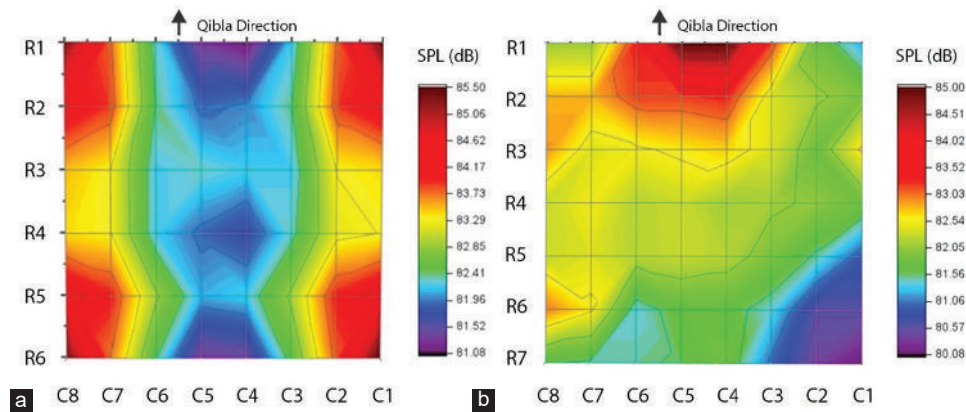 Qibla Direction
SPL (dB)
R1
R2
R3
R4
R5
R6
85.50
85.06
84.62
84.17
83.73
83.29
82.85
82.41
81.96
81.52
81.08
a
C8 C7 C6 C5 C4 C3 C2 C1
Qibla Direction
SPL (dB)
R1
R2
R3
R4
R5
R6
R7
85.00
84.51
84.02
83.52
83.03
82.54
82.05
81.56
81.06
80.57
80.08
b
C8 C7 C6 C5 C4 C3 C2 C1